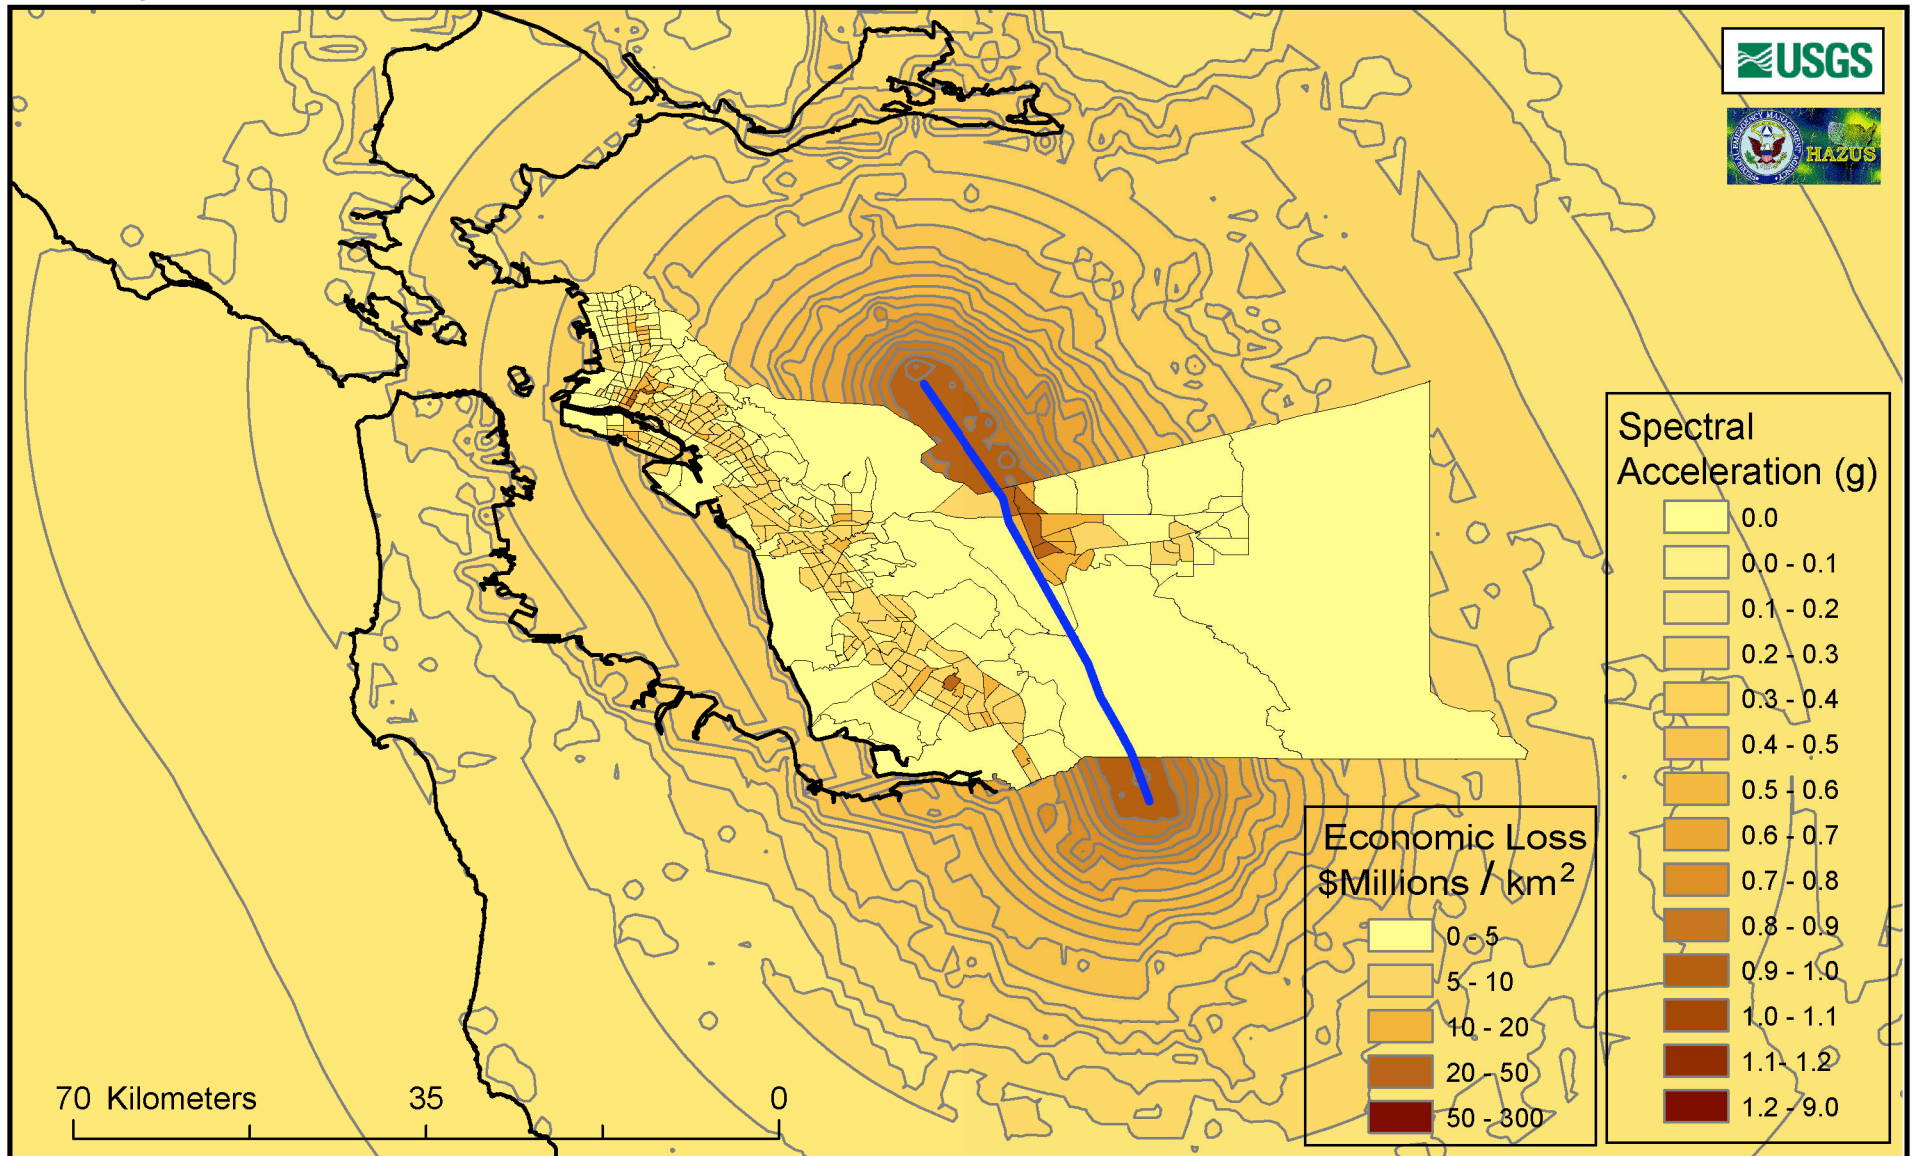 USGS
FEDERAL EMERGENCY MANAGEMENT AGENCY
HAZUS
Spectral
Acceleration (g)
0.0
0.0 - 0.1
0.1 - 0.2
0.2 - 0.3
0.3 - 0.4
0.4 - 0.5
0.5 - 0.6
0.6 - 0.7
0.7 - 0.8
0.8 - 0.9
0.9 - 1.0
1.0 - 1.1
1.1- 1.2
1.2 - 9.0
Economic Loss
$Millions / km²
0 - 5
5 - 10
10 - 20
20 - 50
50 - 300
70 Kilometers 35 0